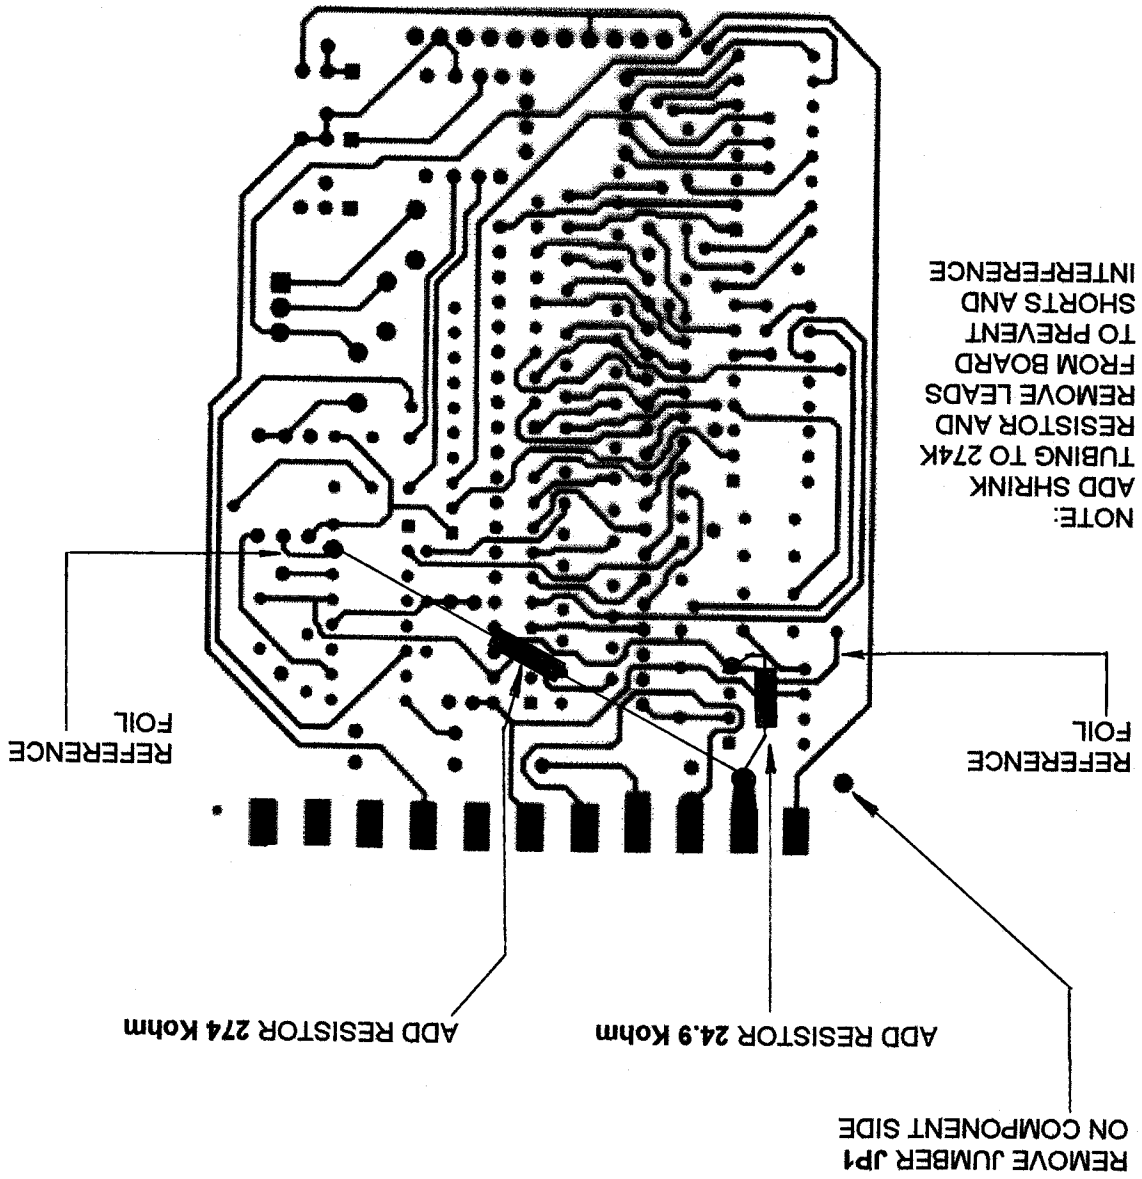 REMOVE JUMBER JP1
ON COMPONENT SIDE
ADD RESISTOR 24.9 Kohm
ADD RESISTOR 274 Kohm
REFERENCE
FOIL
REFERENCE
FOIL
NOTE:
ADD SHRINK
TUBING TO 274K
RESISTOR AND
REMOVE LEADS
FROM BOARD
TO PREVENT
SHORTS AND
INTERFERENCE